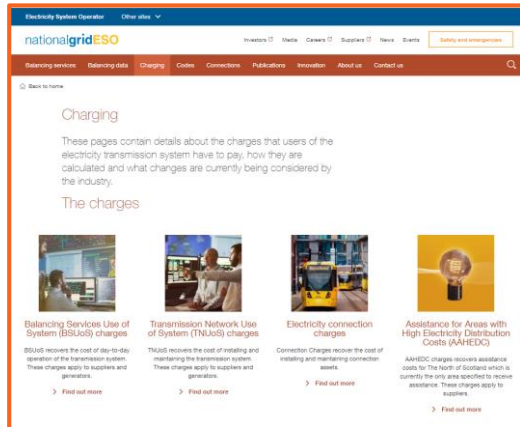 Electricity System Operator Other sites
nationalgridESO
Investors Media Careers Suppliers News Events Safety and emergencies
Balancing services Balancing data Charging Codes Connections Publications Innovation About us Contact us
Back to home
Charging
These pages contain details about the charges that users of the
electricity transmission system have to pay, how they are
calculated and what changes are currently being considered by
the industry.
The charges
Balancing Services Use of
System (BSUoS) charges
BSUoS recovers the cost of day-to-day
operation of the transmission system.
These charges apply to suppliers and
generators.
Find out more
Transmission Network Use
of System (TNUoS) charges
TNUoS recovers the cost of installing and
maintaining the transmission system.
These charges apply to suppliers and
generators.
Find out more
Electricity connection
charges
Connection Charges recover the cost of
installing and maintaining connection
assets.
Find out more
Assistance for Areas with
High Electricity Distribution
Costs (AAHEDC)
AAHEDC charges recovers assistance
costs for The North of Scotland which is
currently the only area specified to receive
assistance. These charges apply to
suppliers.
Find out more